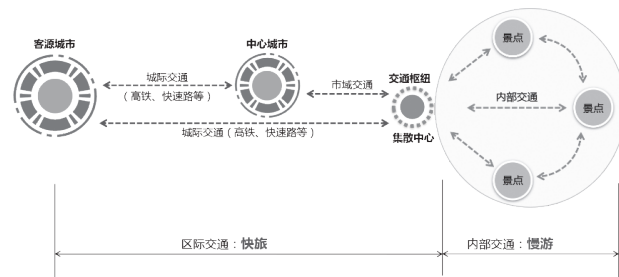 客源城市
中心城市
城际交通
（高铁、快速路等）
市域交通
交通枢纽
集散中心
城际交通（高铁、快速路等）
景点
内部交通
景点
景点
区际交通：快旅
内部交通：慢游